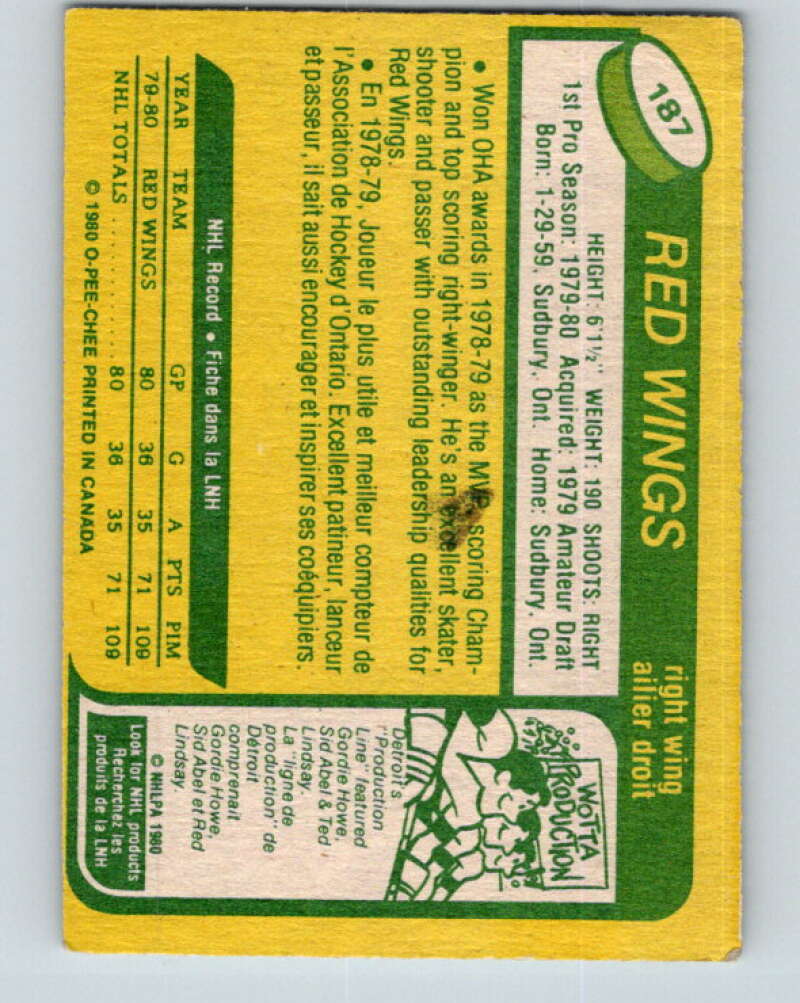 187
RED WINGS
right wing
ailier droit
HEIGHT: 6'1½" WEIGHT: 190 SHOOTS: RIGHT
1st Pro Season: 1979-80 Acquired: 1979 Amateur Draft
Born: 1-29-59, Sudbury, Ont. Home: Sudbury, Ont.
• Won OHA awards in 1978-79 as the MVP, scoring Cham-
pion and top scoring right-winger. He's an excellent skater,
shooter and passer with outstanding leadership qualities for
Red Wings.
• En 1978-79, Joueur le plus utile et meilleur compteur de
l'Association de Hockey d'Ontario. Excellent patineur, lanceur
et passeur, il sait aussi encourager et inspirer ses coéquipiers.
NHL Record • Fiche dans la LNH
YEAR TEAM GP G A PTS PIM
79-80 RED WINGS 80 36 35 71 109
NHL TOTALS .......... 80 36 35 71 109
© 1980 O-PEE-CHEE PRINTED IN CANADA
WOTTA
PRODUCTION
Detroit's
"Production
Line" featured
Gordie Howe,
Sid Abel & Ted
Lindsay.
La "ligne de
production" de
Détroit
comprenait
Gordie Howe,
Sid Abel et Red
Lindsay.
© NHLPA 1980
Look for NHL products
Recherchez les
produits de la LNH